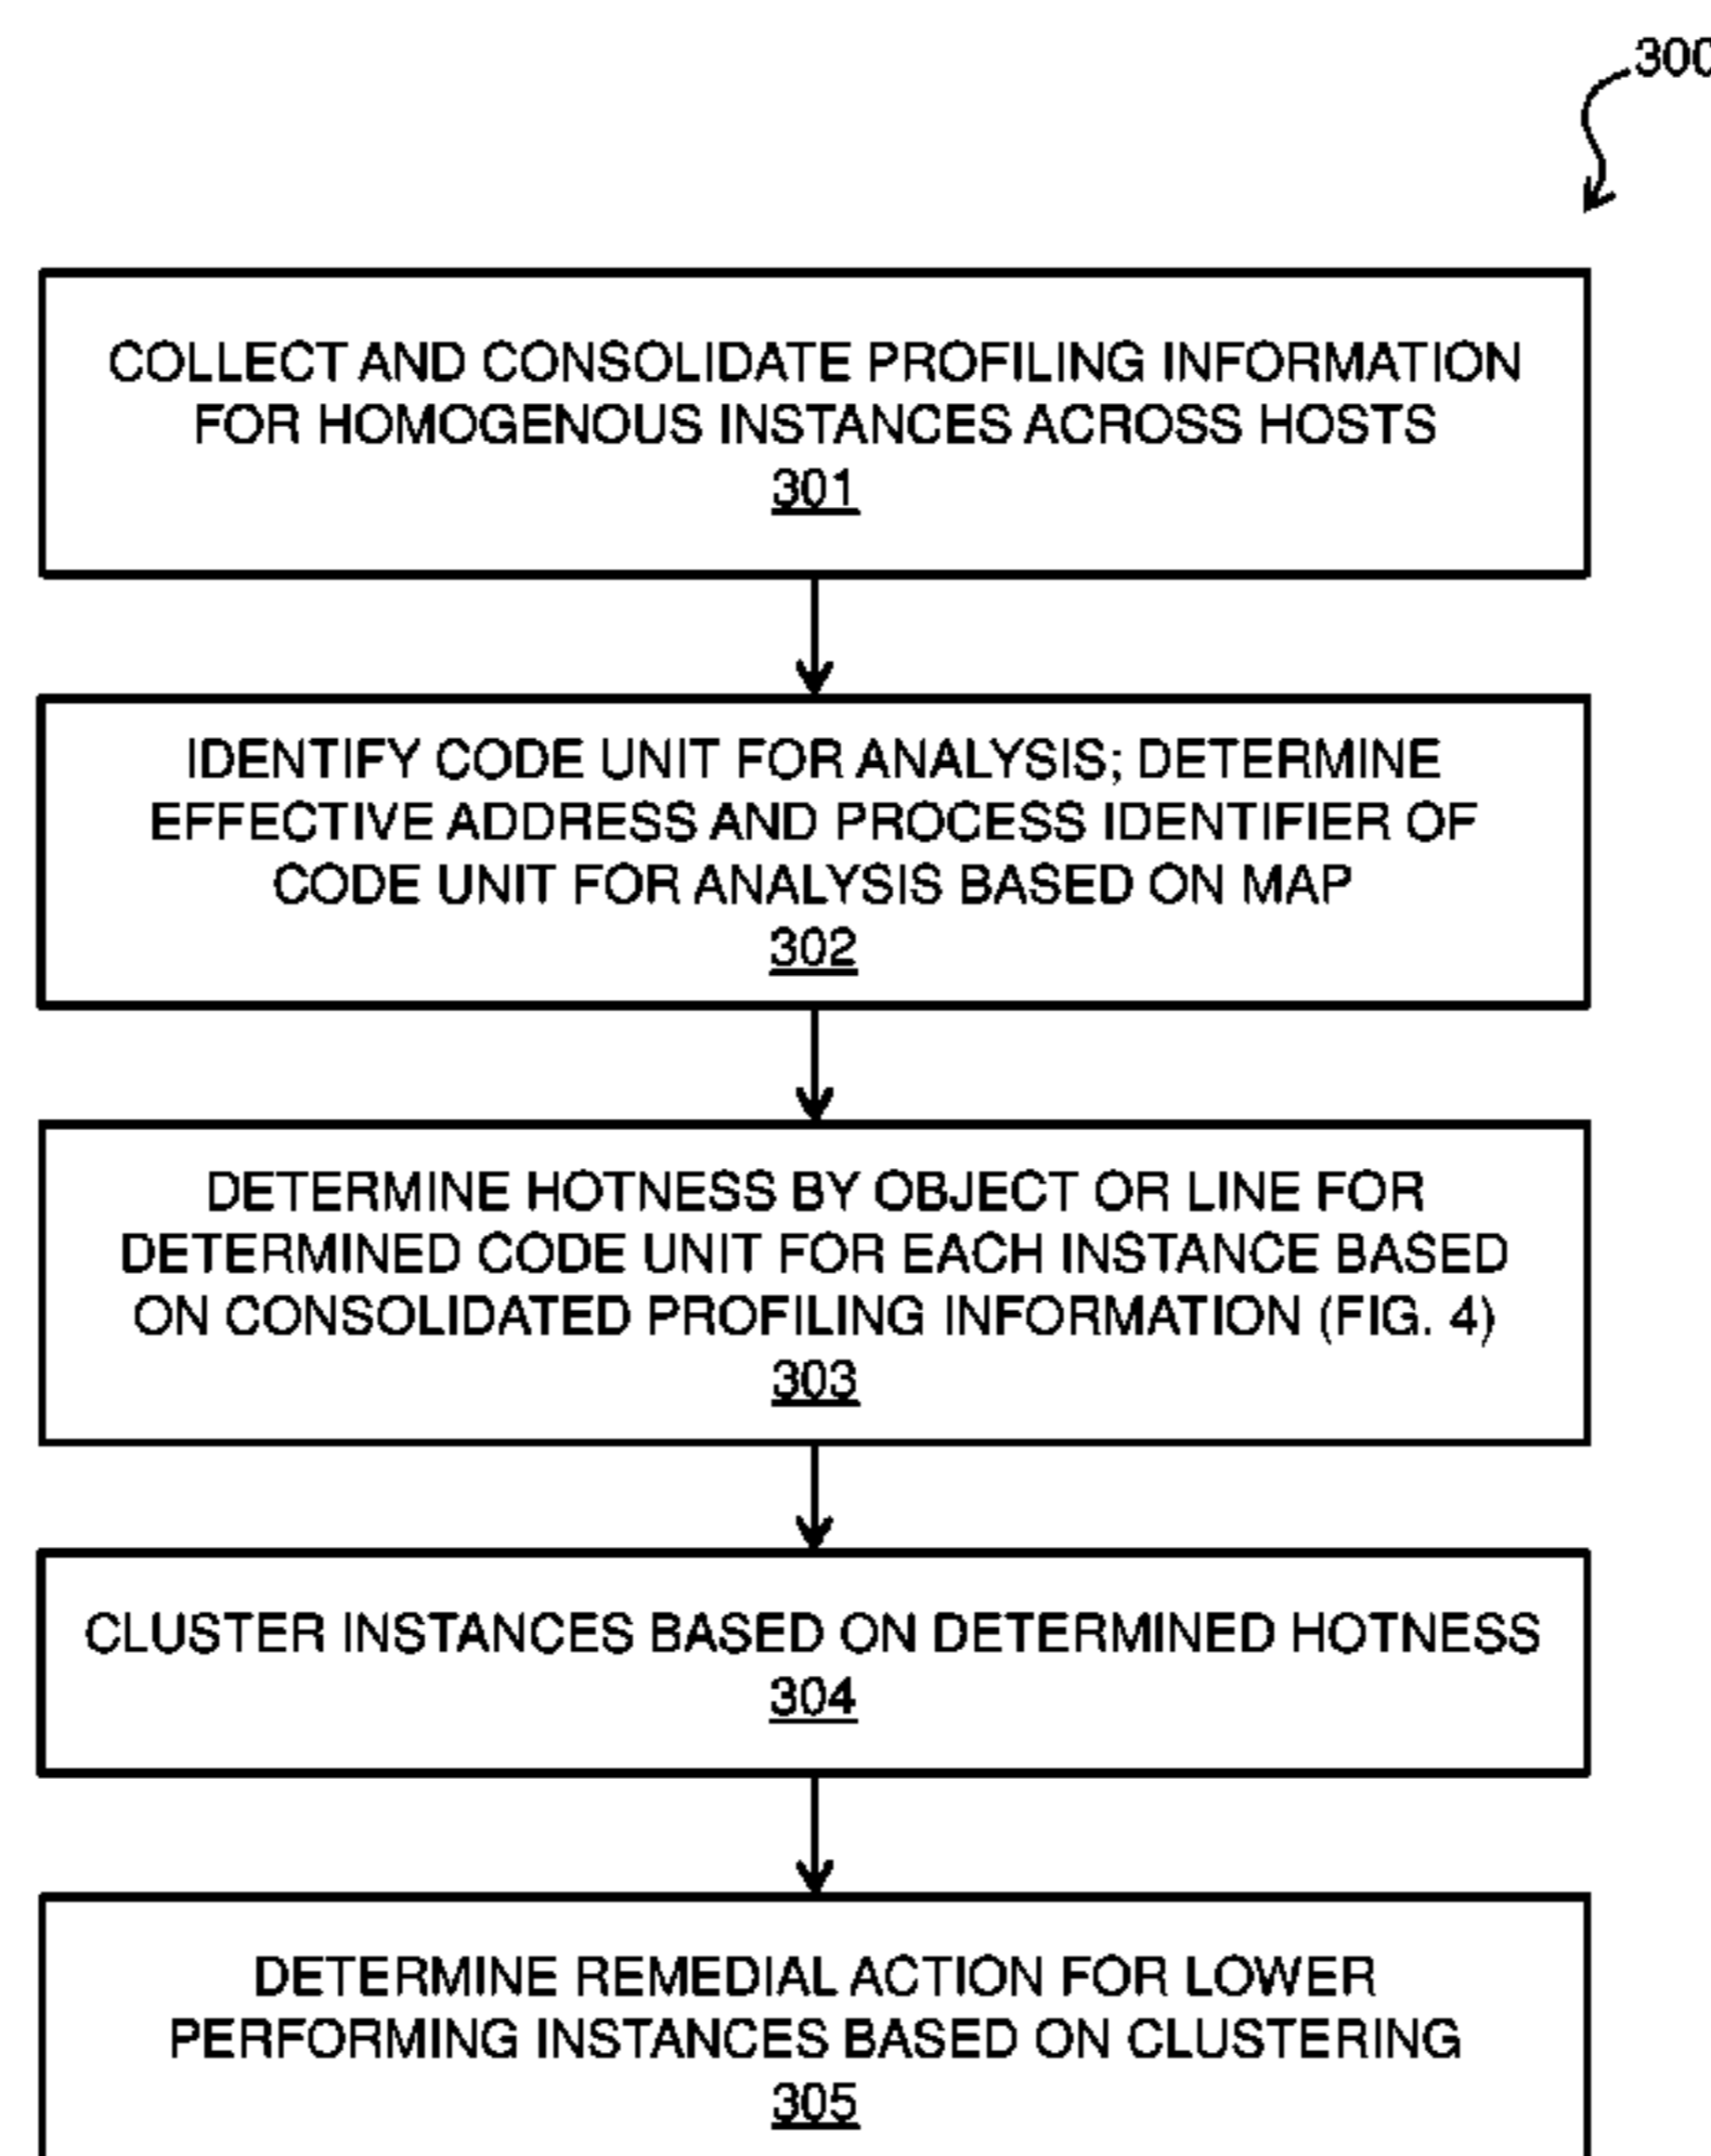 300
COLLECT AND CONSOLIDATE PROFILING INFORMATION
FOR HOMOGENOUS INSTANCES ACROSS HOSTS
301
IDENTIFY CODE UNIT FOR ANALYSIS; DETERMINE
EFFECTIVE ADDRESS AND PROCESS IDENTIFIER OF
CODE UNIT FOR ANALYSIS BASED ON MAP
302
DETERMINE HOTNESS BY OBJECT OR LINE FOR
DETERMINED CODE UNIT FOR EACH INSTANCE BASED
ON CONSOLIDATED PROFILING INFORMATION (FIG. 4)
303
CLUSTER INSTANCES BASED ON DETERMINED HOTNESS
304
DETERMINE REMEDIAL ACTION FOR LOWER
PERFORMING INSTANCES BASED ON CLUSTERING
305